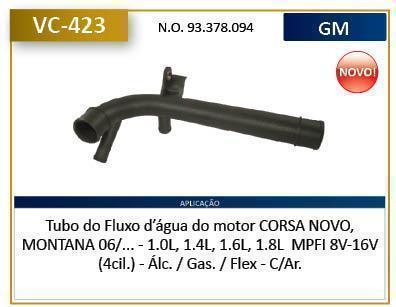 VC-423
N.O. 93.378.094
GM
NOVO!
APLICAÇÃO
Tubo do Fluxo d’água do motor CORSA NOVO,
MONTANA 06/... - 1.0L, 1.4L, 1.6L, 1.8L MPFI 8V-16V
(4cil.) - Álc. / Gas. / Flex - C/Ar.